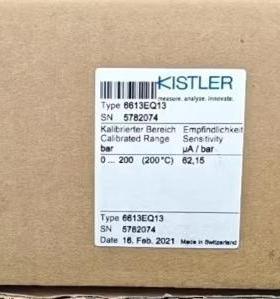 KISTLER
measure. analyze. innovate.
Type 6613EQ13
SN 5782074
Kalibrierter Bereich Empfindlichkeit
Calibrated Range Sensitivity
bar µA / bar
0 ... 200 (200°C) 62,15
Type 6613EQ13
SN 5782074
Date 16. Feb. 2021 Made in Switzerland